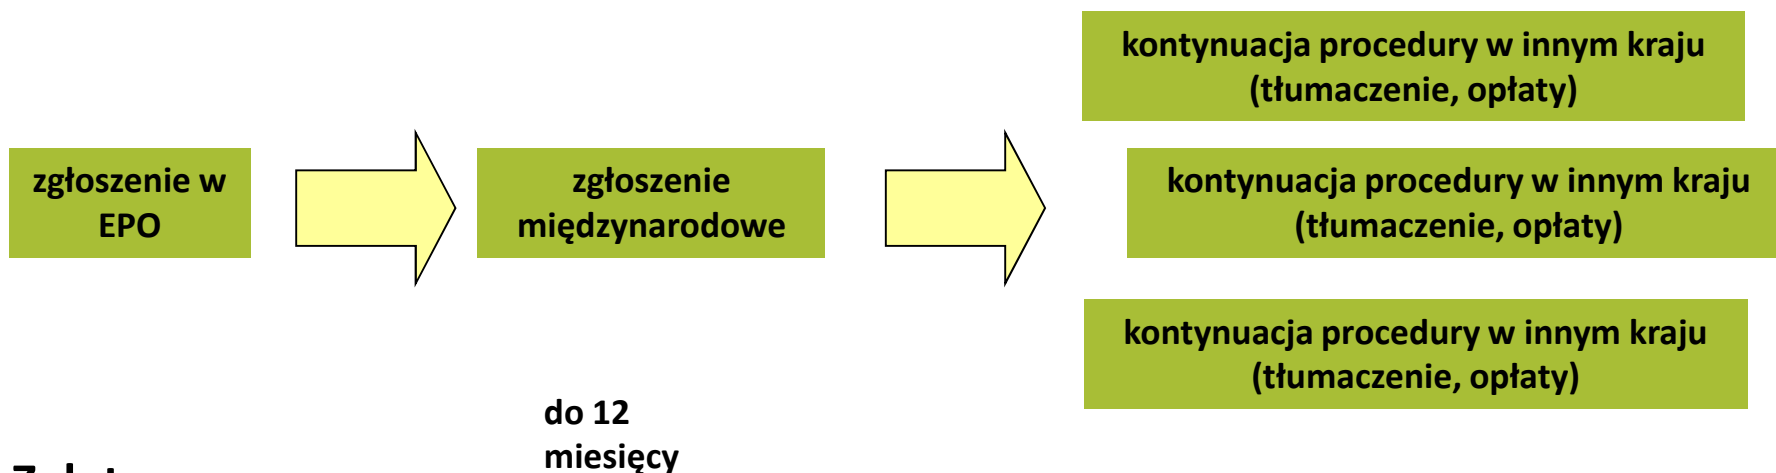 kontynuacja procedury w innym kraju
(tłumaczenie, opłaty)
zgłoszenie w
EPO
zgłoszenie
międzynarodowe
kontynuacja procedury w innym kraju
(tłumaczenie, opłaty)
kontynuacja procedury w innym kraju
(tłumaczenie, opłaty)
do 12
miesięcy